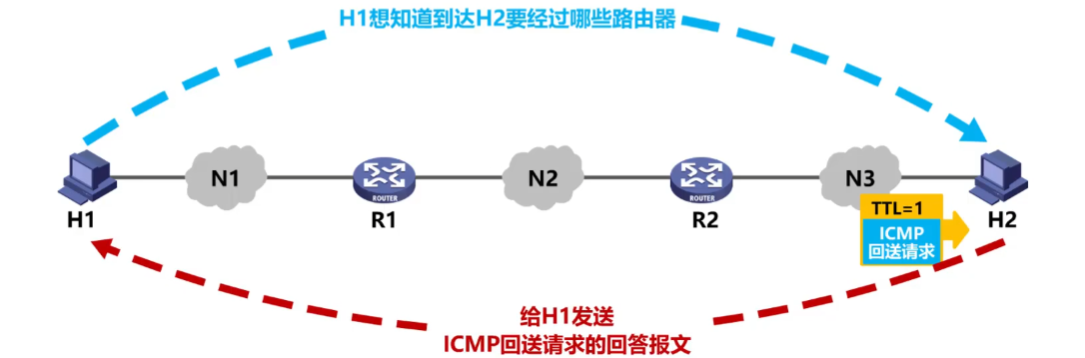 H1想知道到达H2要经过哪些路由器
N1
N2
N3
ROUTER
ROUTER
H1
R1
R2
H2
TTL=1
ICMP
回送请求
给H1发送
ICMP回送请求的回答报文